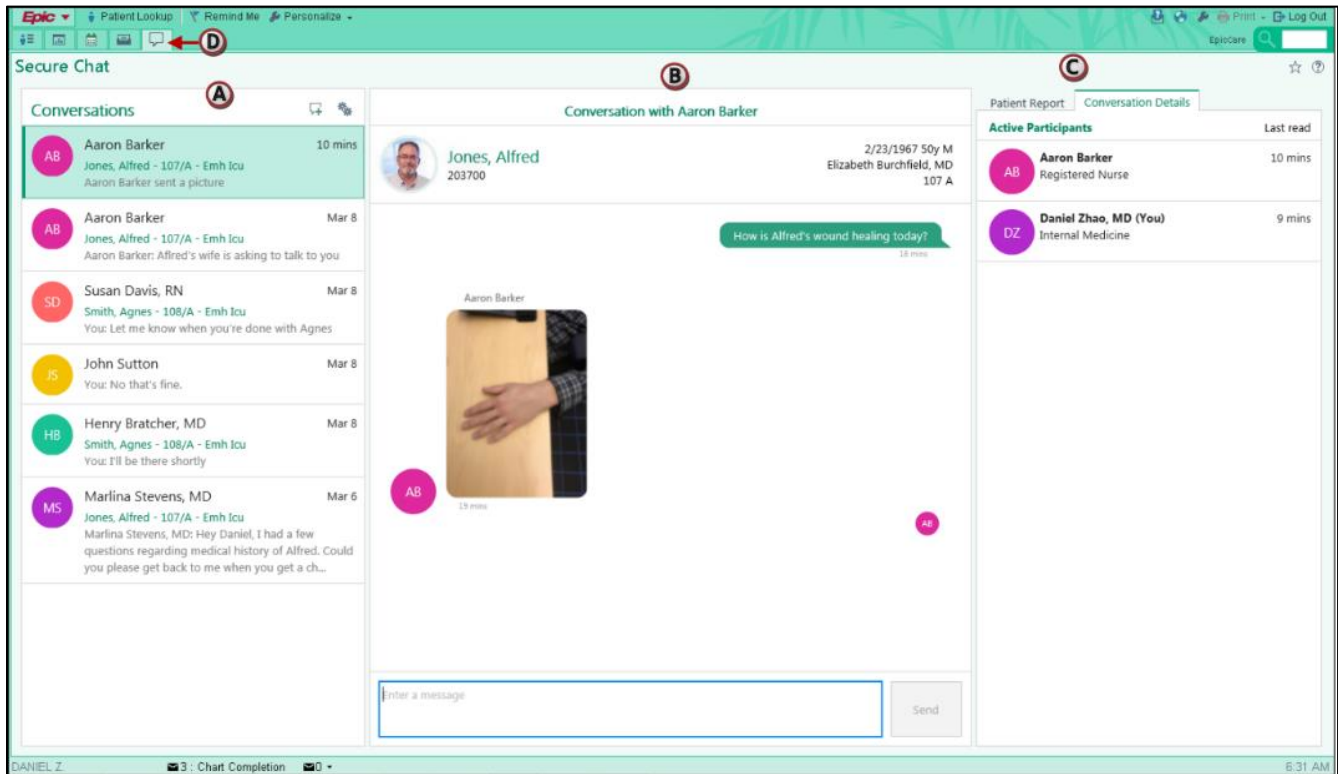 Epic Patient Lookup Remind Me Personalize Print Log Out
D
EpicCare
Secure Chat
A
B
C
Conversations
AB
Aaron Barker 10 mins
Jones, Alfred - 107/A - Emh Icu
Aaron Barker sent a picture
AB
Aaron Barker Mar 8
Jones, Alfred - 107/A - Emh Icu
Aaron Barker: Alfred's wife is asking to talk to you
SD
Susan Davis, RN Mar 8
Smith, Agnes - 108/A - Emh Icu
You: Let me know when you're done with Agnes
JS
John Sutton Mar 8
You: No that's fine.
HB
Henry Bratcher, MD Mar 8
Smith, Agnes - 108/A - Emh Icu
You: I'll be there shortly
MS
Marlina Stevens, MD Mar 6
Jones, Alfred - 107/A - Emh Icu
Marlina Stevens, MD: Hey Daniel, I had a few
questions regarding medical history of Alfred. Could
you please get back to me when you get a ch...
Conversation with Aaron Barker
Jones, Alfred
203700
2/23/1967 50y M
Elizabeth Burchfield, MD
107 A
How is Alfred's wound healing today?
18 mins
Aaron Barker
AB
19 mins
AB
Enter a message
Send
Patient Report Conversation Details
Active Participants Last read
AB
Aaron Barker 10 mins
Registered Nurse
DZ
Daniel Zhao, MD (You) 9 mins
Internal Medicine
DANIEL Z. 3 : Chart Completion 0 6:31 AM